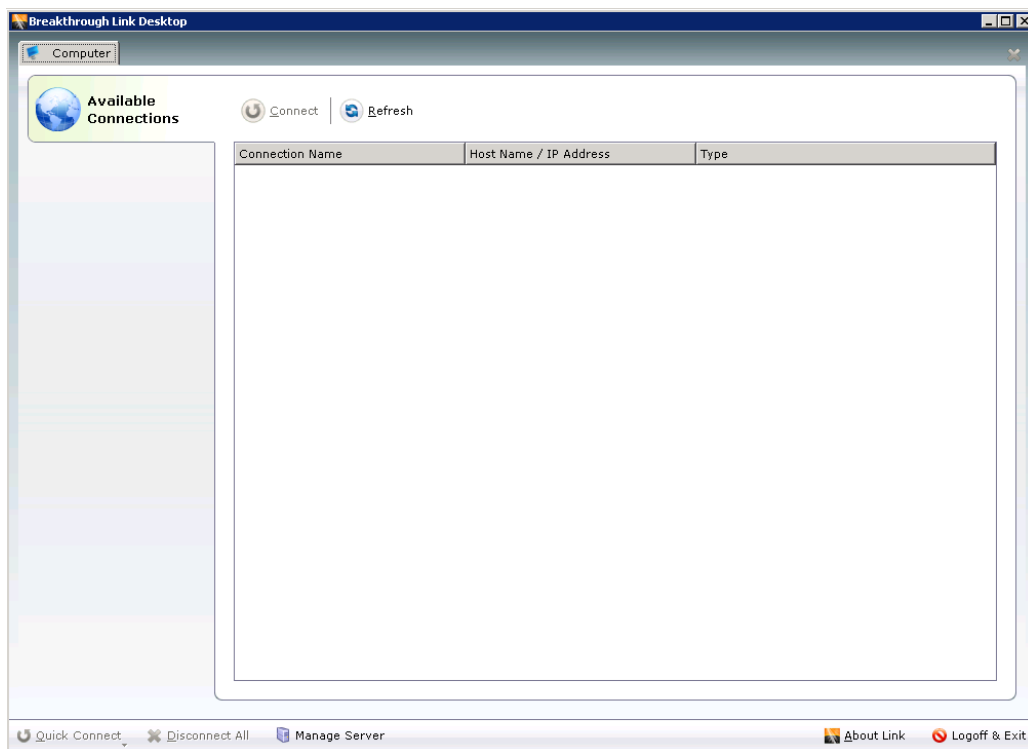 Breakthrough Link Desktop
Computer
Available
Connections
Connect
Refresh
Connection Name
Host Name / IP Address
Type
Quick Connect
Disconnect All
Manage Server
About Link
Logoff & Exit